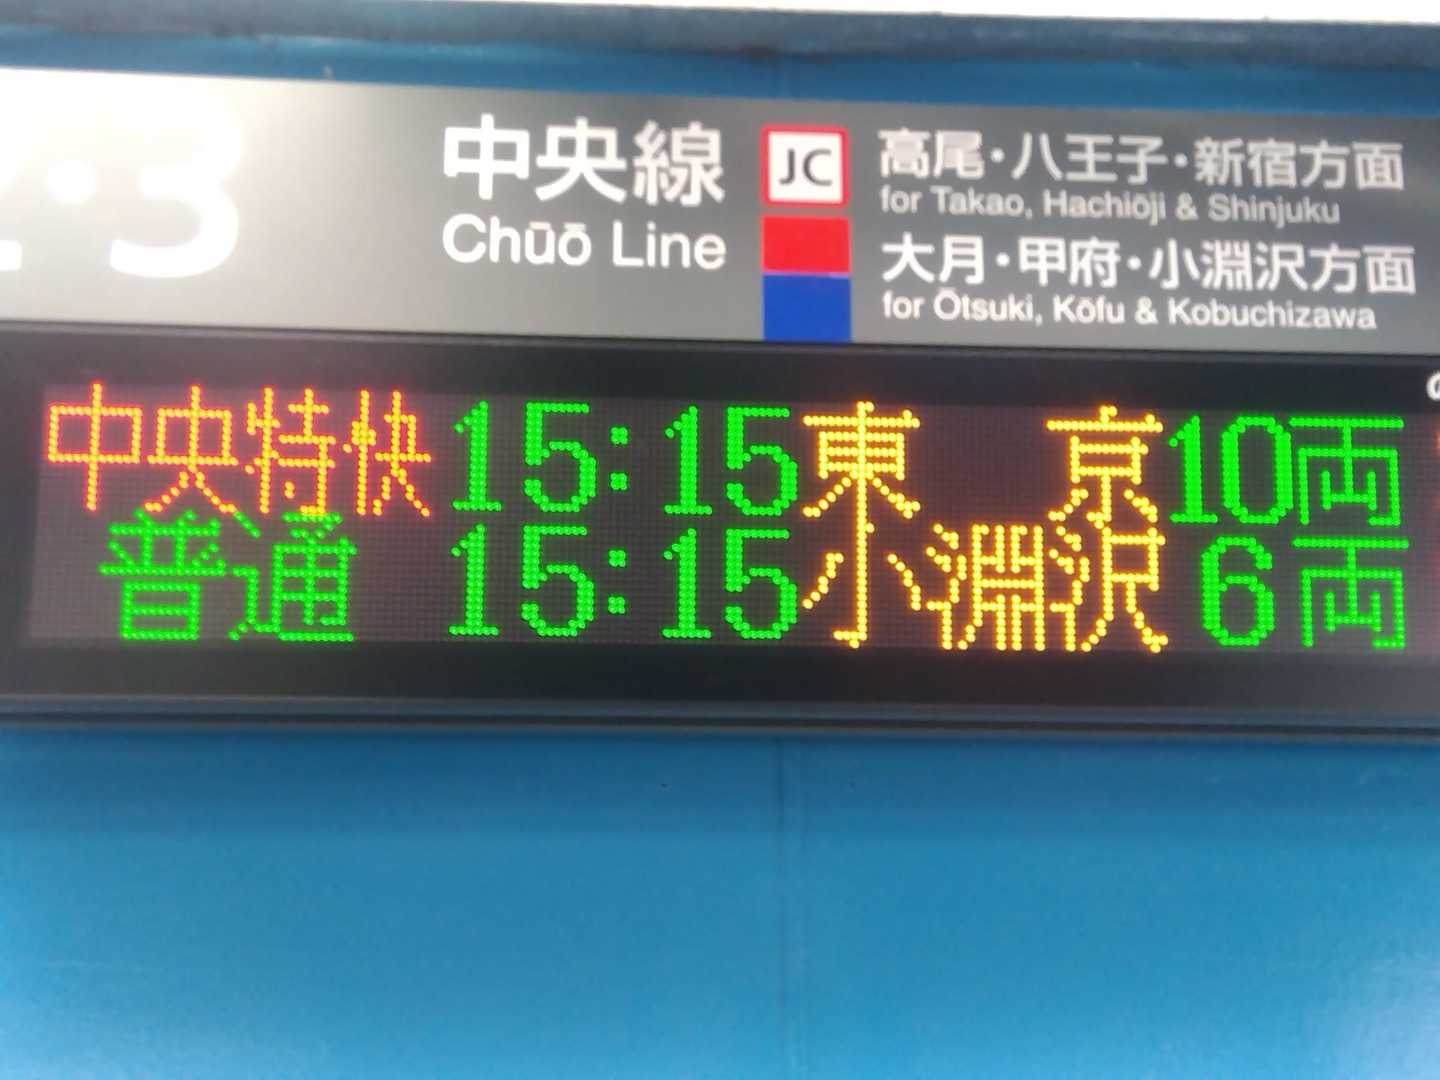 2・3
中央線 JC 高尾・八王子・新宿方面
Chūō Line for Takao, Hachiōji & Shinjuku
大月・甲府・小淵沢方面
for Ōtsuki, Kōfu & Kobuchizawa
中央特快 15:15 東 京 10両
普通 15:15 小淵沢 6両